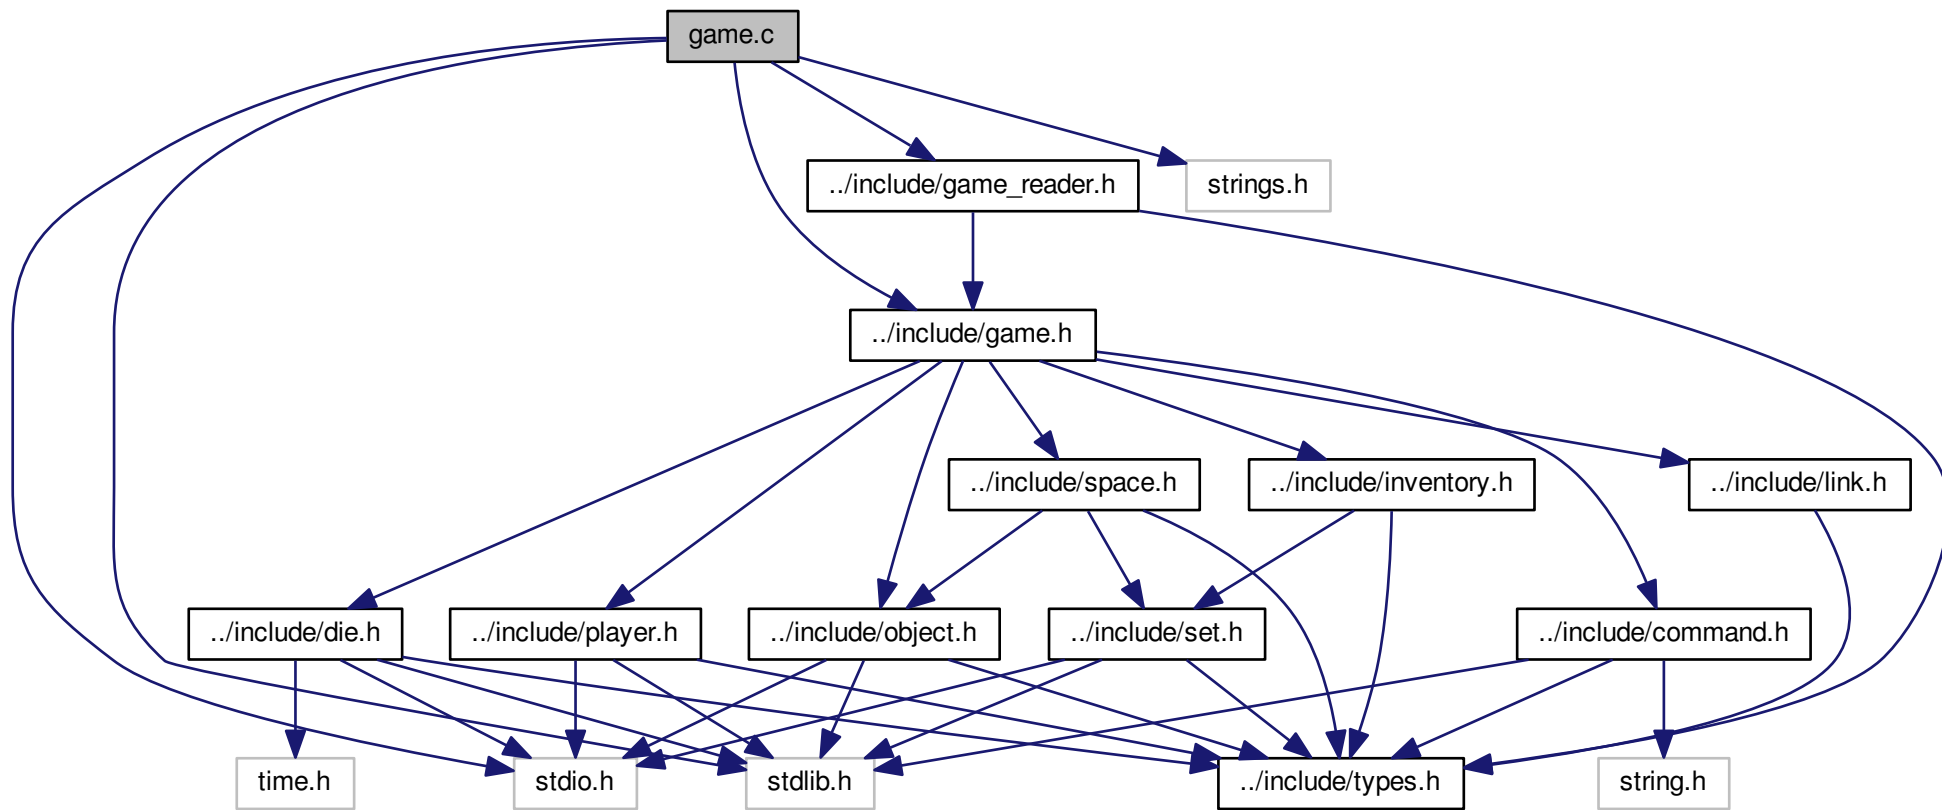 game.c
../include/game_reader.h
strings.h
../include/game.h
../include/space.h
../include/inventory.h
../include/link.h
../include/die.h
../include/player.h
../include/object.h
../include/set.h
../include/command.h
time.h
stdio.h
stdlib.h
../include/types.h
string.h